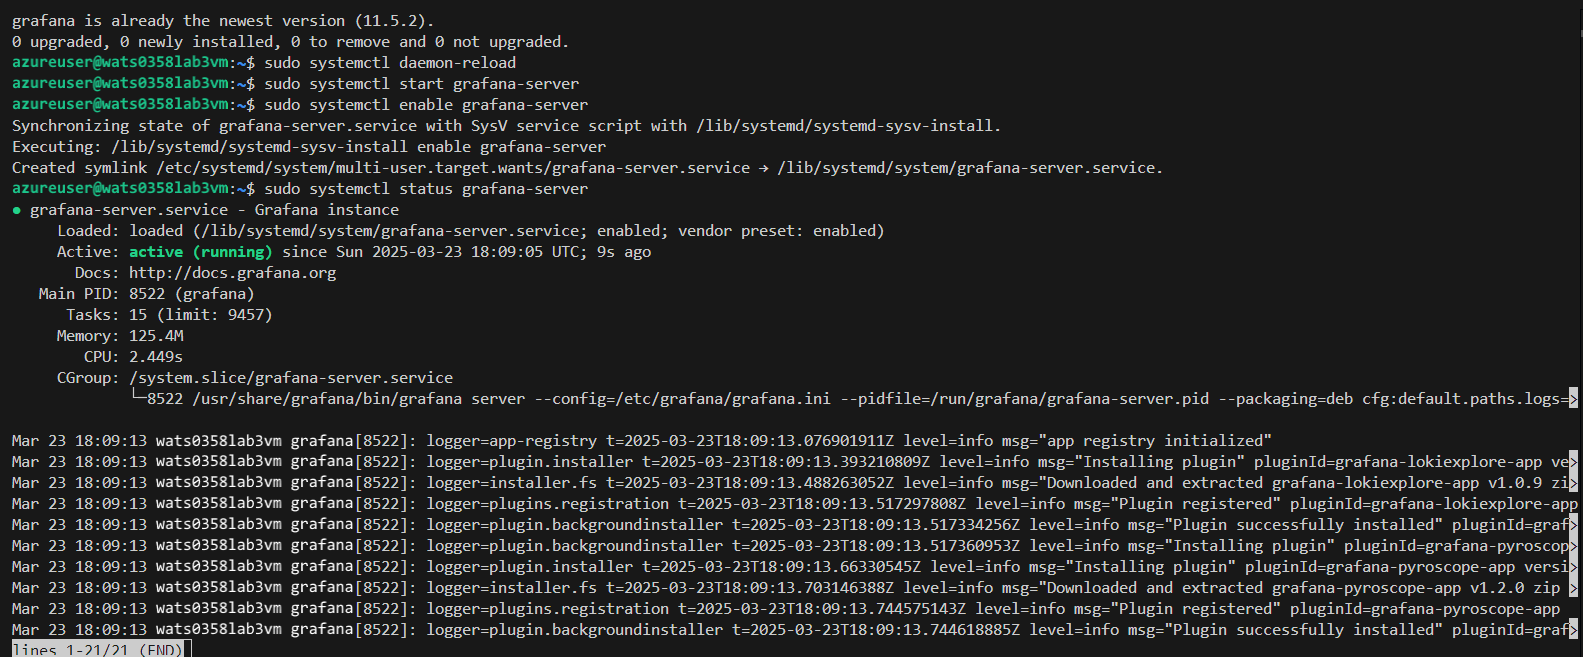 grafana is already the newest version (11.5.2).
0 upgraded, 0 newly installed, 0 to remove and 0 not upgraded.
azureuser@wats0358lab3vm:~$ sudo systemctl daemon-reload
azureuser@wats0358lab3vm:~$ sudo systemctl start grafana-server
azureuser@wats0358lab3vm:~$ sudo systemctl enable grafana-server
Synchronizing state of grafana-server.service with SysV service script with /lib/systemd/systemd-sysv-install.
Executing: /lib/systemd/systemd-sysv-install enable grafana-server
Created symlink /etc/systemd/system/multi-user.target.wants/grafana-server.service → /lib/systemd/system/grafana-server.service.
azureuser@wats0358lab3vm:~$ sudo systemctl status grafana-server
● grafana-server.service - Grafana instance
     Loaded: loaded (/lib/systemd/system/grafana-server.service; enabled; vendor preset: enabled)
     Active: active (running) since Sun 2025-03-23 18:09:05 UTC; 9s ago
       Docs: http://docs.grafana.org
   Main PID: 8522 (grafana)
      Tasks: 15 (limit: 9457)
     Memory: 125.4M
        CPU: 2.449s
     CGroup: /system.slice/grafana-server.service
             └─8522 /usr/share/grafana/bin/grafana server --config=/etc/grafana/grafana.ini --pidfile=/run/grafana/grafana-server.pid --packaging=deb cfg:default.paths.logs=>
Mar 23 18:09:13 wats0358lab3vm grafana[8522]: logger=app-registry t=2025-03-23T18:09:13.076901911Z level=info msg="app registry initialized"
Mar 23 18:09:13 wats0358lab3vm grafana[8522]: logger=plugin.installer t=2025-03-23T18:09:13.393210809Z level=info msg="Installing plugin" pluginId=grafana-lokiexplore-app ve>
Mar 23 18:09:13 wats0358lab3vm grafana[8522]: logger=installer.fs t=2025-03-23T18:09:13.488263052Z level=info msg="Downloaded and extracted grafana-lokiexplore-app v1.0.9 zi>
Mar 23 18:09:13 wats0358lab3vm grafana[8522]: logger=plugins.registration t=2025-03-23T18:09:13.517297808Z level=info msg="Plugin registered" pluginId=grafana-lokiexplore-app
Mar 23 18:09:13 wats0358lab3vm grafana[8522]: logger=plugin.backgroundinstaller t=2025-03-23T18:09:13.517334256Z level=info msg="Plugin successfully installed" pluginId=graf>
Mar 23 18:09:13 wats0358lab3vm grafana[8522]: logger=plugin.backgroundinstaller t=2025-03-23T18:09:13.517360953Z level=info msg="Installing plugin" pluginId=grafana-pyroscop>
Mar 23 18:09:13 wats0358lab3vm grafana[8522]: logger=plugin.installer t=2025-03-23T18:09:13.66330545Z level=info msg="Installing plugin" pluginId=grafana-pyroscope-app versi>
Mar 23 18:09:13 wats0358lab3vm grafana[8522]: logger=installer.fs t=2025-03-23T18:09:13.703146388Z level=info msg="Downloaded and extracted grafana-pyroscope-app v1.2.0 zip >
Mar 23 18:09:13 wats0358lab3vm grafana[8522]: logger=plugins.registration t=2025-03-23T18:09:13.744575143Z level=info msg="Plugin registered" pluginId=grafana-pyroscope-app
Mar 23 18:09:13 wats0358lab3vm grafana[8522]: logger=plugin.backgroundinstaller t=2025-03-23T18:09:13.744618885Z level=info msg="Plugin successfully installed" pluginId=graf>
lines 1-21/21 (END)